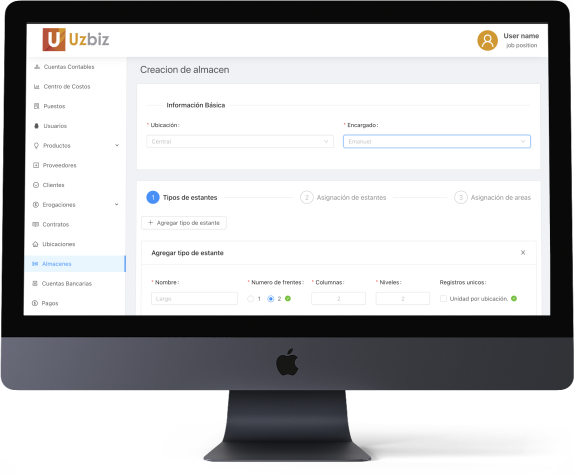 Uzbiz
User name
job position
Cuentas Contables
Centro de Costos
Puestos
Usuarios
Productos
Proveedores
Clientes
Erogaciones
Contratos
Ubicaciones
Almacenes
Cuentas Bancarias
Pagos
Creacion de almacen
Información Básica
* Ubicación:
* Encargado:
Central
Emanuel
1 Tipos de estantes
2 Asignación de estantes
3 Asignación de areas
+ Agregar tipo de estante
Agregar tipo de estante
* Nombre: * Numero de frentes: * Columnas: * Niveles: Registros unicos:
Largo 1 2 3 2 Unidad por ubicación.